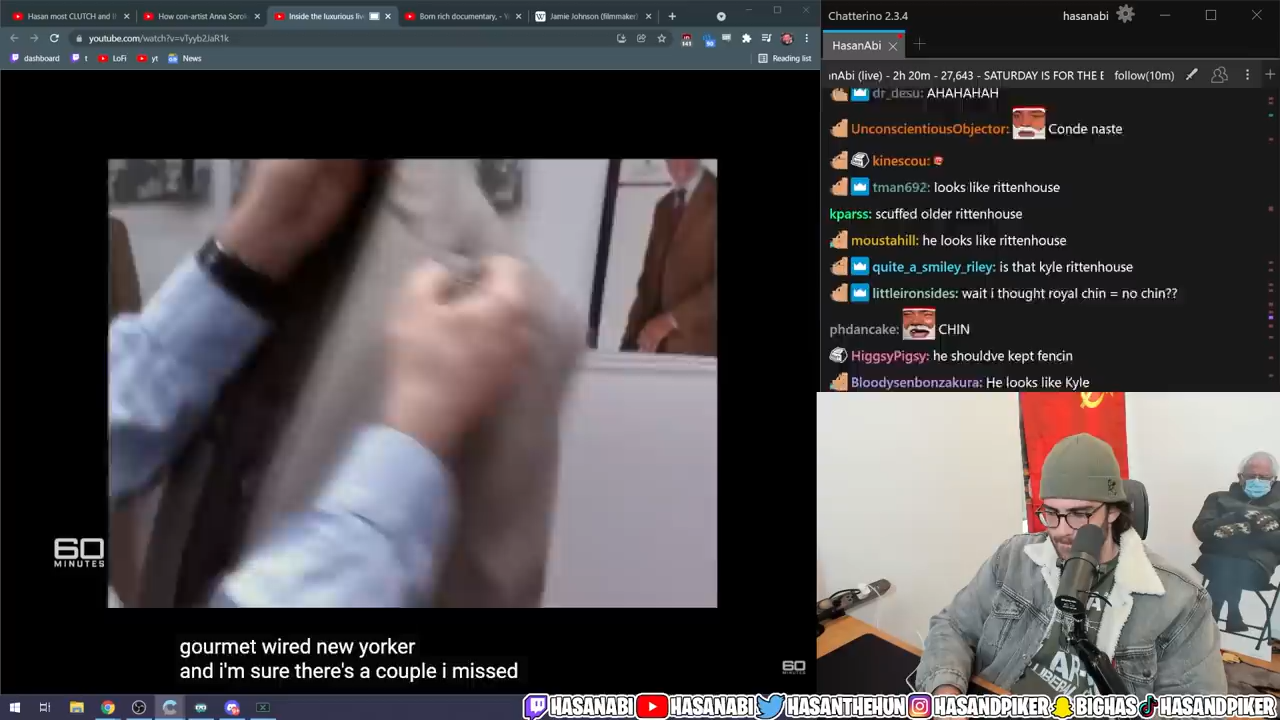 Hasan most CLUTCH and I
How con-artist Anna Sorok
Inside the luxurious li
Born rich documentary, - Y
Jamie Johnson (filmmaker)
youtube.com/watch?v=vTyyb2JaR1k
dashboard
t
LoFi
yt
News
Reading list
60
MINUTES
gourmet wired new yorker
and i'm sure there's a couple i missed
60
Chatterino 2.3.4
hasanabi
HasanAbi
nAbi (live) - 2h 20m - 27,643 - SATURDAY IS FOR THE E
follow(10m)
dr_desu: AHAHAHAH
UnconscientiousObjector: Conde naste
kinescou:
tman692: looks like rittenhouse
kparss: scuffed older rittenhouse
moustahill: he looks like rittenhouse
quite_a_smiley_riley: is that kyle rittenhouse
littleironsides: wait i thought royal chin = no chin??
phdancake: CHIN
HiggsyPigsy: he shouldve kept fencin
Bloodysenbonzakura: He looks like Kyle
HASANABI
HASANABI
HASANTHEHUN
HASANDPIKER
BIGHAS
HASANDPIKER